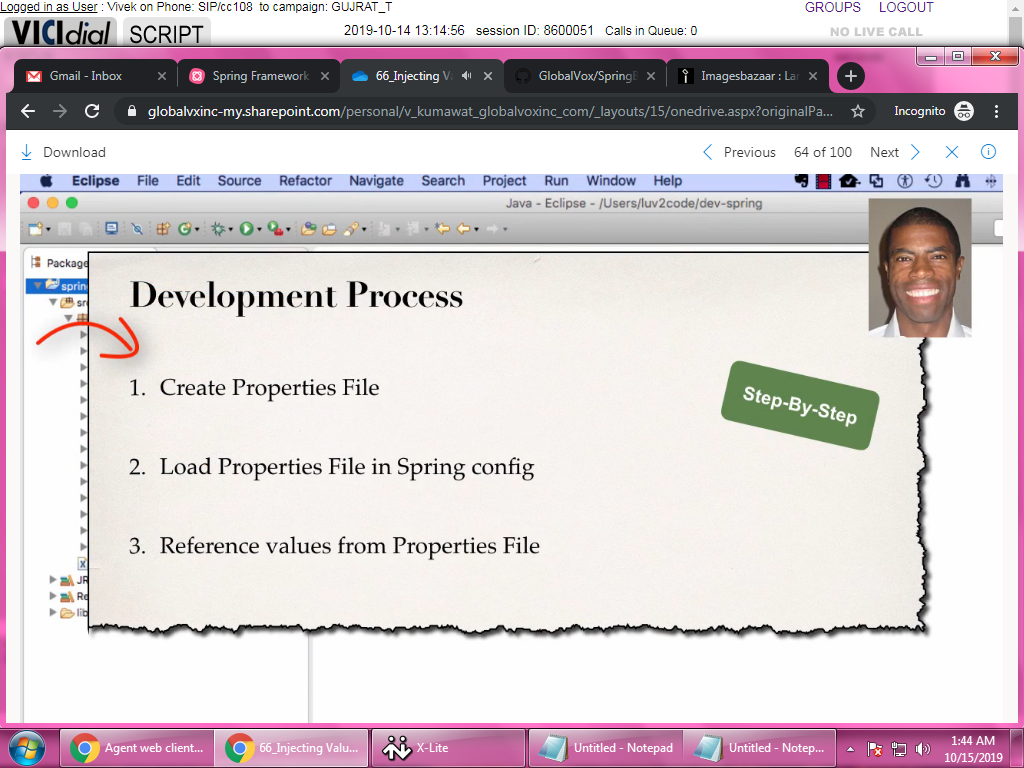 Logged in as User : Vivek on Phone: SIP/cc108 to campaign: GUJRAT_T
GROUPS LOGOUT
VICIdial SCRIPT 2019-10-14 13:14:56 session ID: 8600051 Calls in Queue: 0 NO LIVE CALL
Gmail - Inbox Spring Framework 66_Injecting Va GlobalVox/SpringB Imagesbazaar : Lar
globalvxinc-my.sharepoint.com/personal/v_kumawat_globalvoxinc_com/_layouts/15/onedrive.aspx?originalPa... Incognito
Download Previous 64 of 100 Next
Eclipse File Edit Source Refactor Navigate Search Project Run Window Help
Java - Eclipse - /Users/luv2code/dev-spring
Package
spring
src
Development Process
1. Create Properties File
Step-By-Step
2. Load Properties File in Spring config
3. Reference values from Properties File
JR
Re
lib
Agent web client... 66_Injecting Valu... X-Lite Untitled - Notepad Untitled - Notep... 1:44 AM
10/15/2019